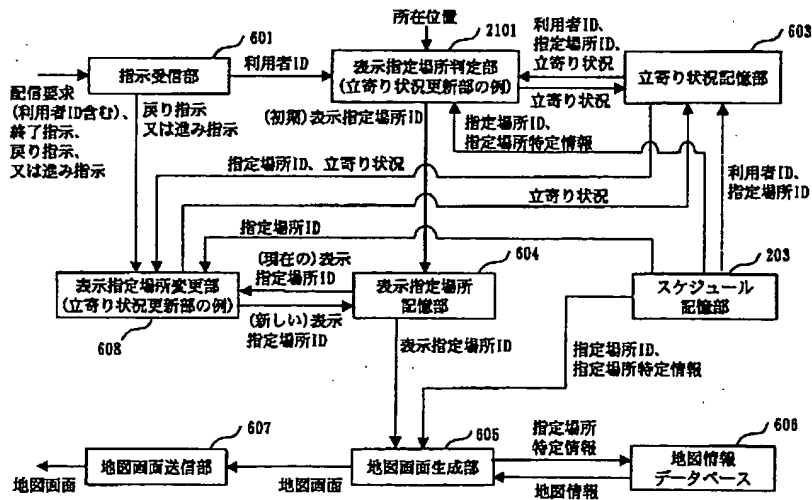 所在位置
601
2101
603
指示受信部
利用者ID
表示指定場所判定部
(立寄り状況更新部の例)
利用者ID、
指定場所ID、
立寄り状況
立寄り状況
立寄り状況記憶部
配信要求
(利用者ID含む)、
終了指示、
戻り指示、
又は進み指示
戻り指示
又は進み指示
(初期)表示指定場所ID
指定場所ID、
指定場所特定情報
指定場所ID、立寄り状況
立寄り状況
利用者ID、
指定場所ID
指定場所ID
(現在の)表示
指定場所ID
604
203
表示指定場所変更部
(立寄り状況更新部の例)
表示指定場所
記憶部
スケジュール
記憶部
608
(新しい)表示
指定場所ID
表示指定場所ID
指定場所ID、
指定場所特定情報
607
605
606
地図画面送信部
地図画面生成部
指定場所
特定情報
地図情報
データベース
地図画面
地図画面
地図情報